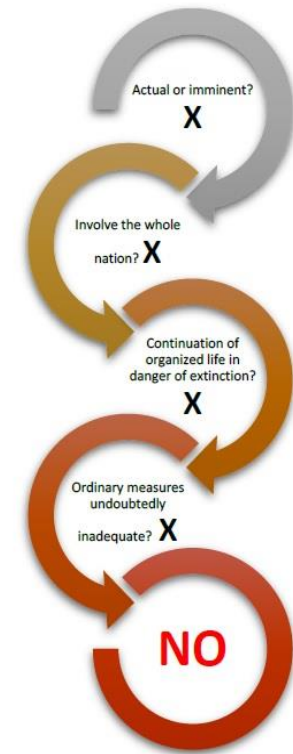 Actual or imminent?
X
Involve the whole
nation? X
Continuation of
organized life in
danger of extinction?
X
Ordinary measures
undoubtedly
inadequate? X
NO